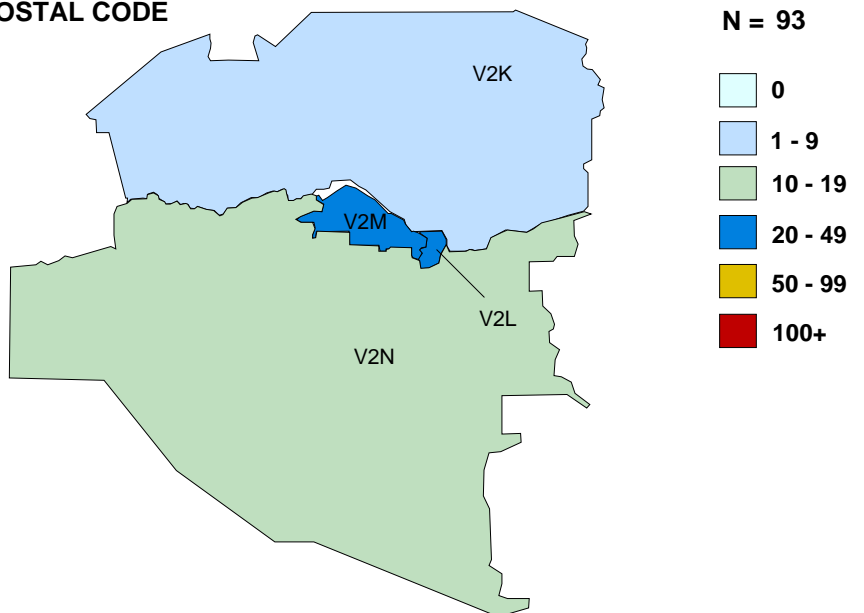 OSTAL CODE
N = 93
V2K
0
1 - 9
10 - 19
V2M
20 - 49
50 - 99
V2L
100+
V2N